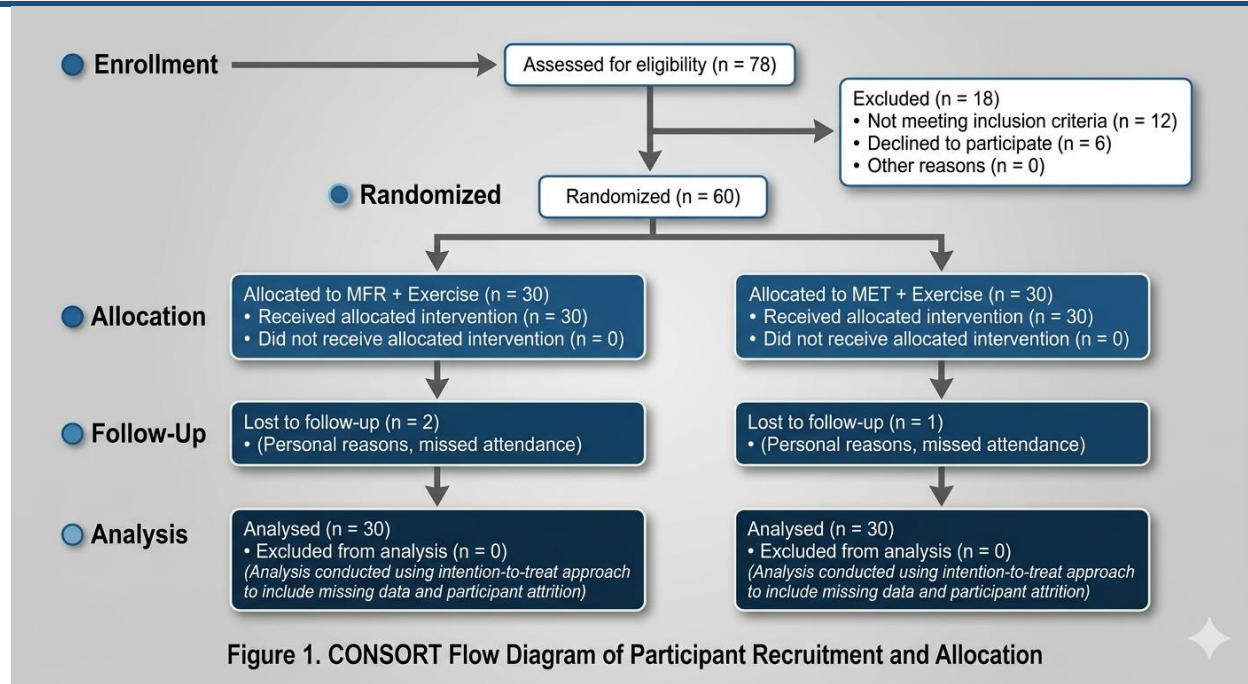 Enrollment
Assessed for eligibility (n = 78)
Excluded (n = 18)
• Not meeting inclusion criteria (n = 12)
• Declined to participate (n = 6)
• Other reasons (n = 0)
Randomized
Randomized (n = 60)
Allocation
Allocated to MFR + Exercise (n = 30)
• Received allocated intervention (n = 30)
• Did not receive allocated intervention (n = 0)
Allocated to MET + Exercise (n = 30)
• Received allocated intervention (n = 30)
• Did not receive allocated intervention (n = 0)
Follow-Up
Lost to follow-up (n = 2)
• (Personal reasons, missed attendance)
Lost to follow-up (n = 1)
• (Personal reasons, missed attendance)
Analysis
Analysed (n = 30)
• Excluded from analysis (n = 0)
(Analysis conducted using intention-to-treat approach
to include missing data and participant attrition)
Analysed (n = 30)
• Excluded from analysis (n = 0)
(Analysis conducted using intention-to-treat approach
to include missing data and participant attrition)
Figure 1. CONSORT Flow Diagram of Participant Recruitment and Allocation